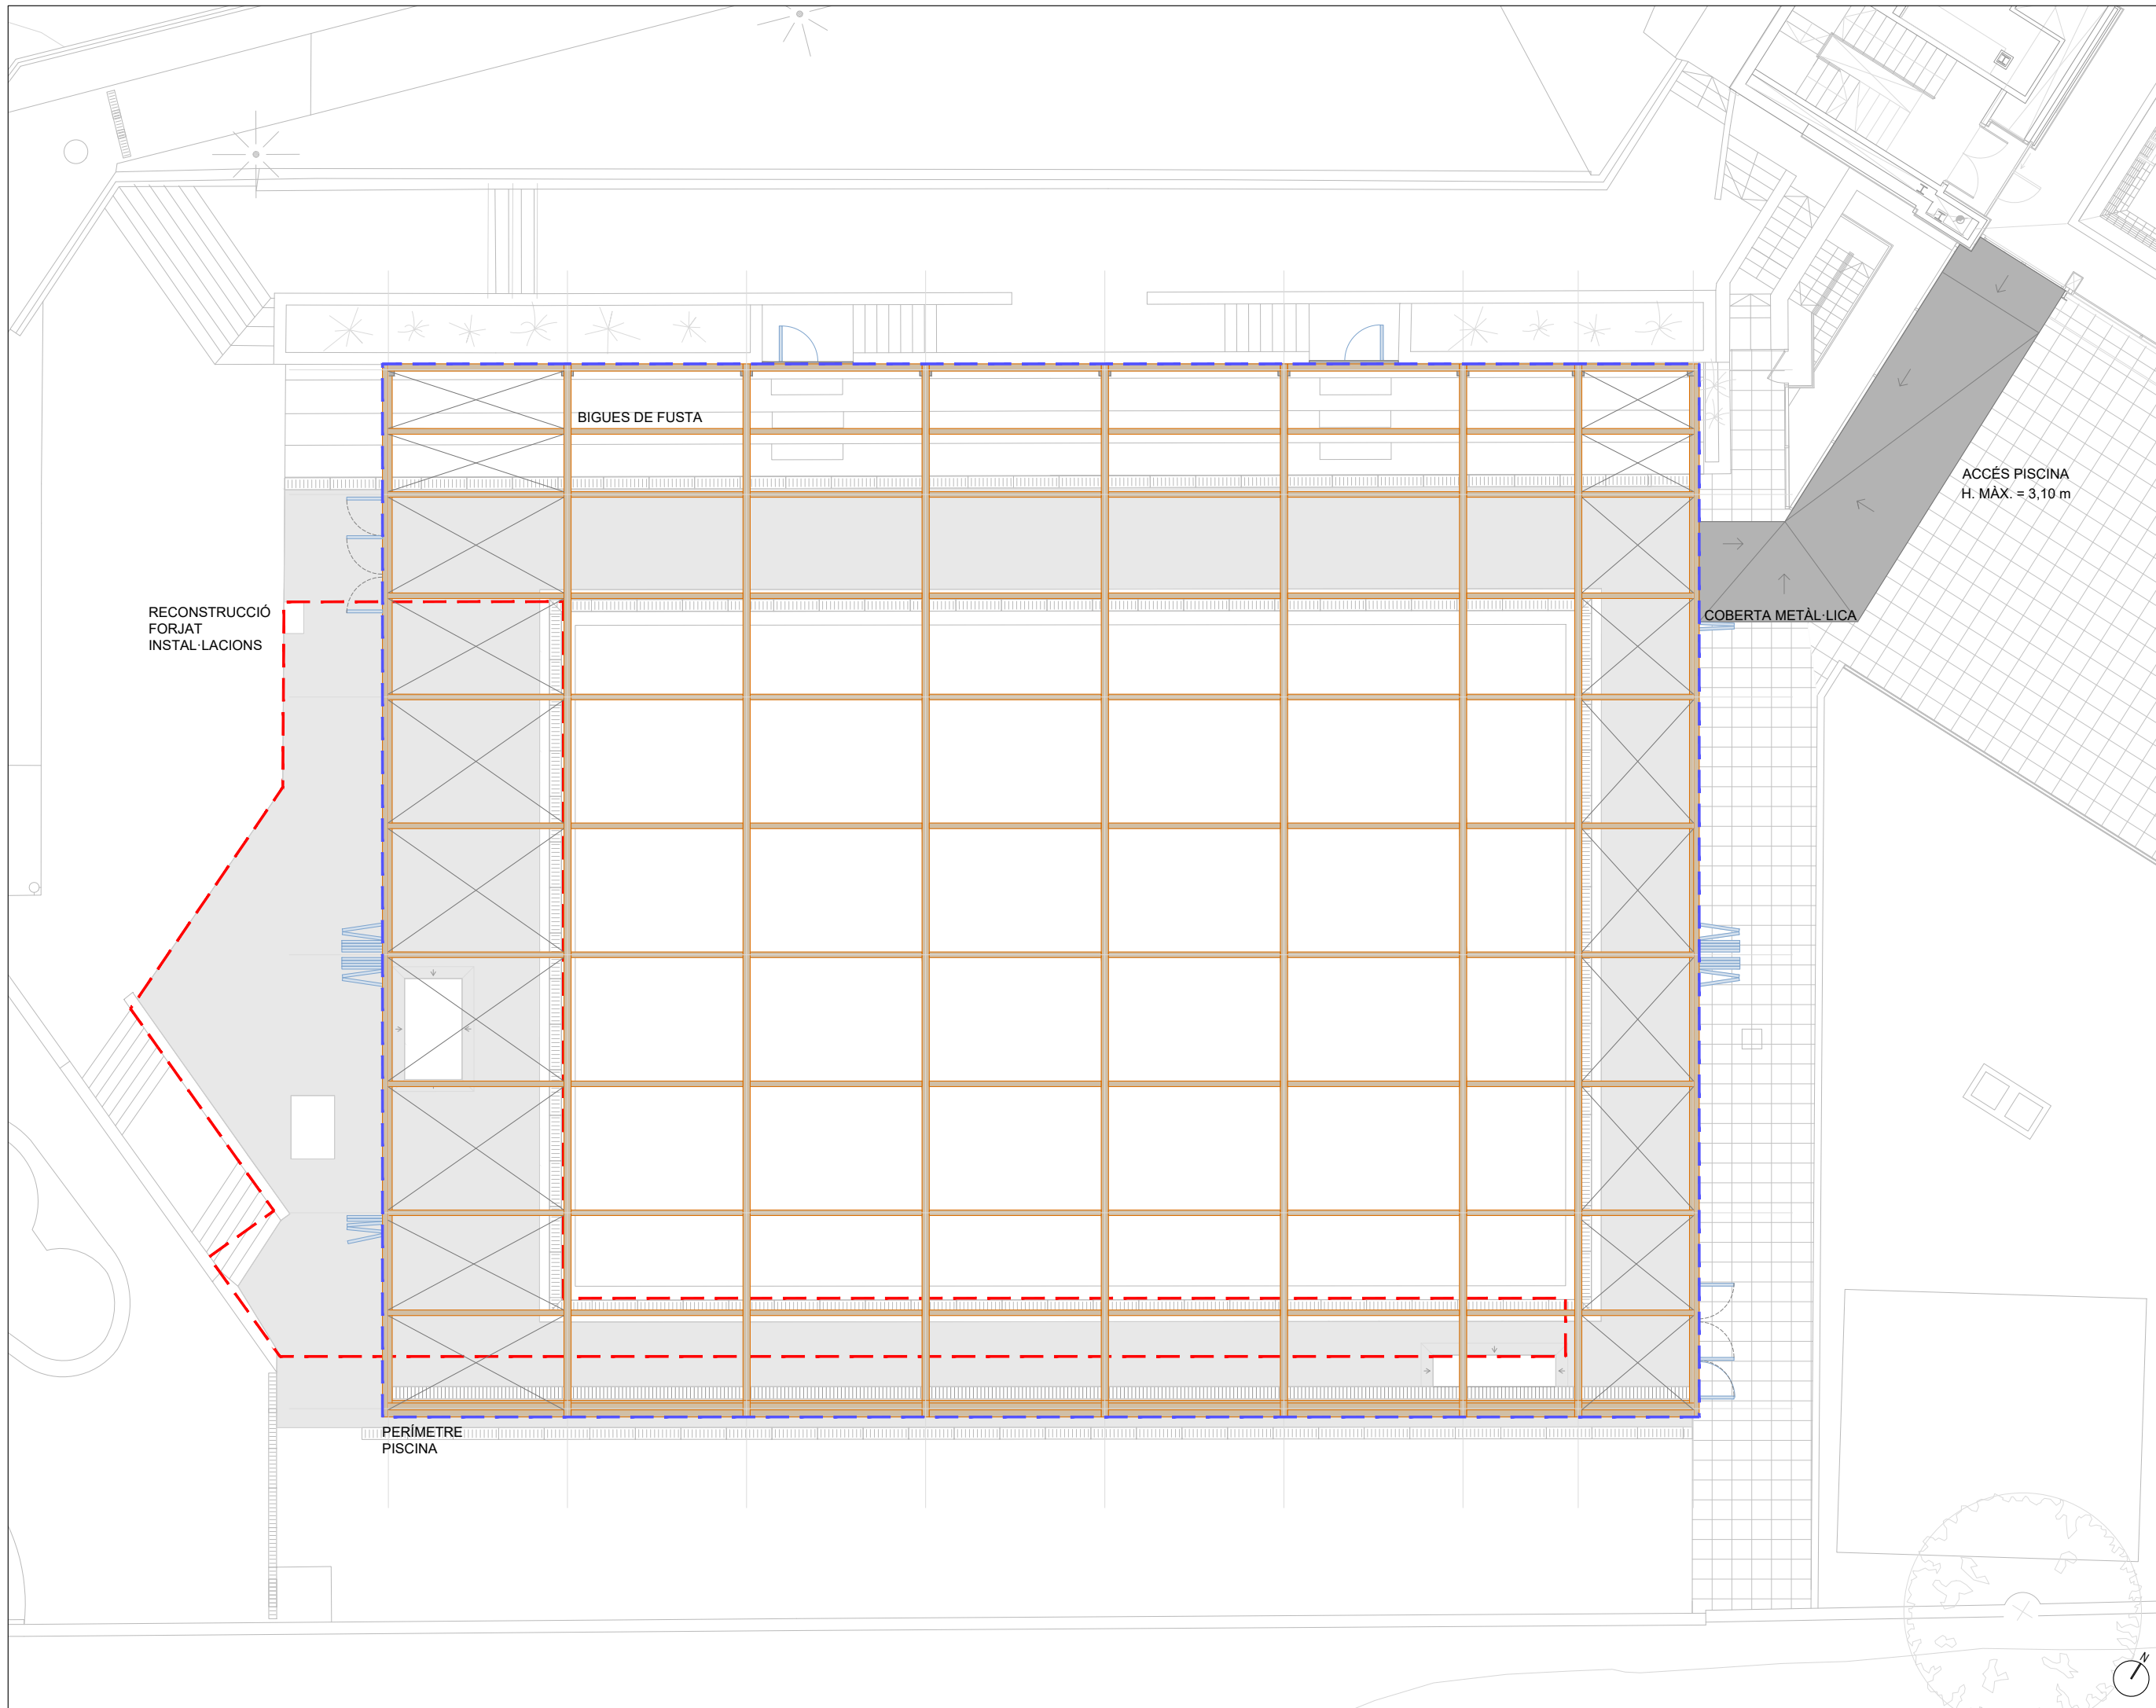 BIGUES DE FUSTA
ACCÉS PISCINA
H. MÀX. = 3,10 m
RECONSTRUCCIÓ
FORJAT
INSTAL·LACIONS
COBERTA METÀL·LICA
PERÍMETRE
PISCINA
N